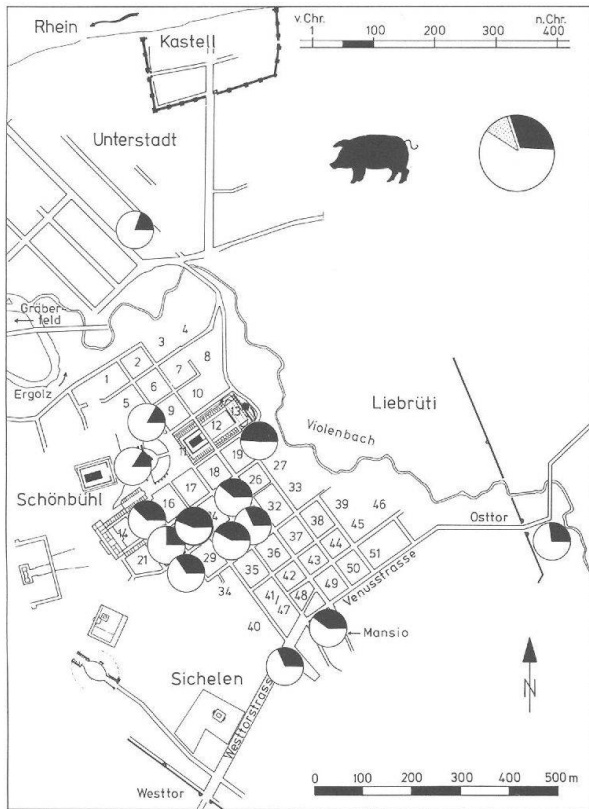 Rhein
Kastell
v. Chr.
n. Chr.
1
100
200
300
400
Unterstadt
Gräber-
feld
Ergolz
1
2
3
4
5
6
7
8
9
10
11
12
13
Violenbach
Liebrüti
Schönbühl
14
16
17
18
19
21
26
27
29
32
33
34
35
36
37
38
39
40
41/
47
42
43
44
45
46
48
49
50
51
Osttor
Venusstrasse
Mansio
Sichelen
Westtorstrasse
Westtor
N
0
100
200
300
400
500 m